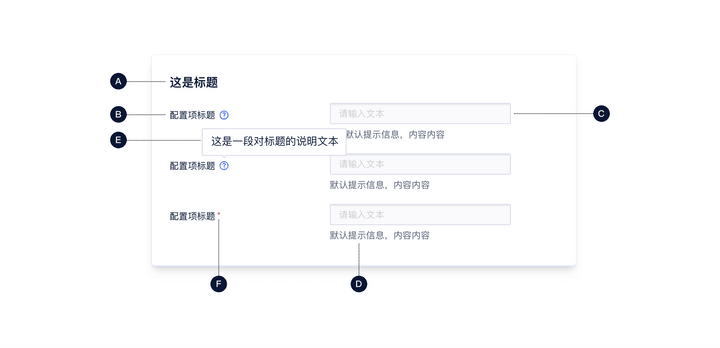 A 这是标题
B 配置项标题 ? 请输入文本 C
默认提示信息，内容内容
E 这是一段对标题的说明文本
配置项标题 ? 请输入文本
默认提示信息，内容内容
配置项标题 * 请输入文本
默认提示信息，内容内容
F D